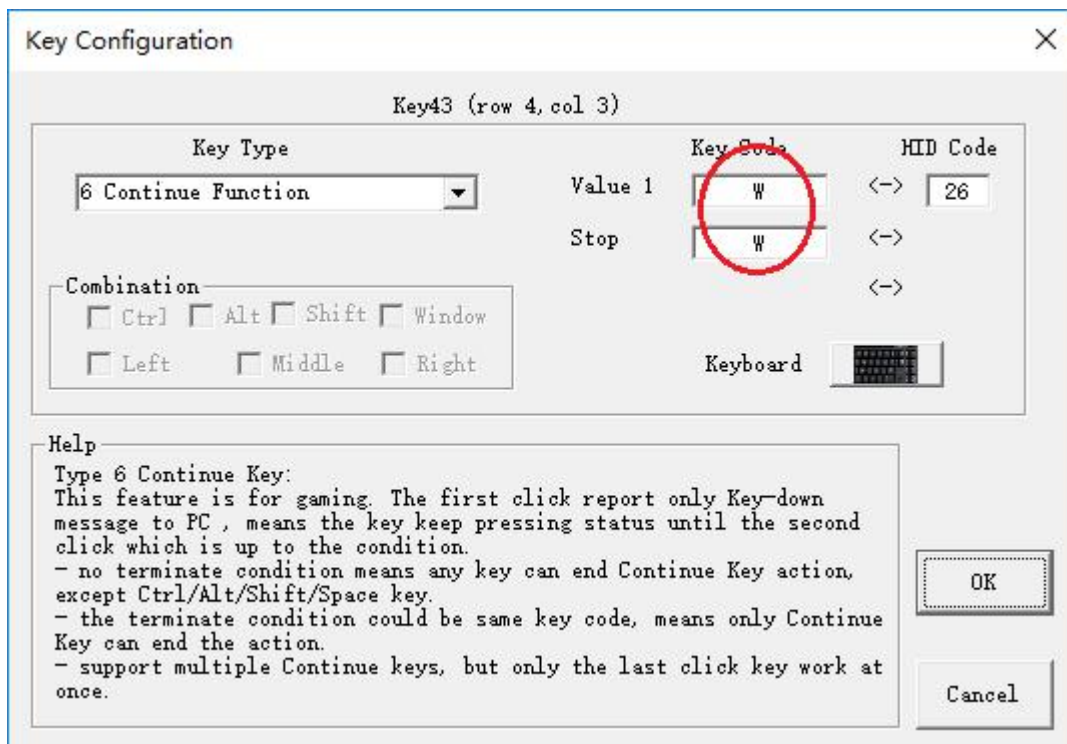 Key Configuration
Key43 (row 4,col 3)
Key Type
Key Code
HID Code
6 Continue Function
Value 1
W
<->
26
Stop
W
<->
<->
Combination
Ctrl Alt Shift Window
Left Middle Right
Keyboard
Help
Type 6 Continue Key:
This feature is for gaming. The first click report only Key-down
message to PC , means the key keep pressing status until the second
click which is up to the condition.
- no terminate condition means any key can end Continue Key action,
except Ctrl/Alt/Shift/Space key.
- the terminate condition could be same key code, means only Continue
Key can end the action.
- support multiple Continue keys, but only the last click key work at
once.
OK
Cancel